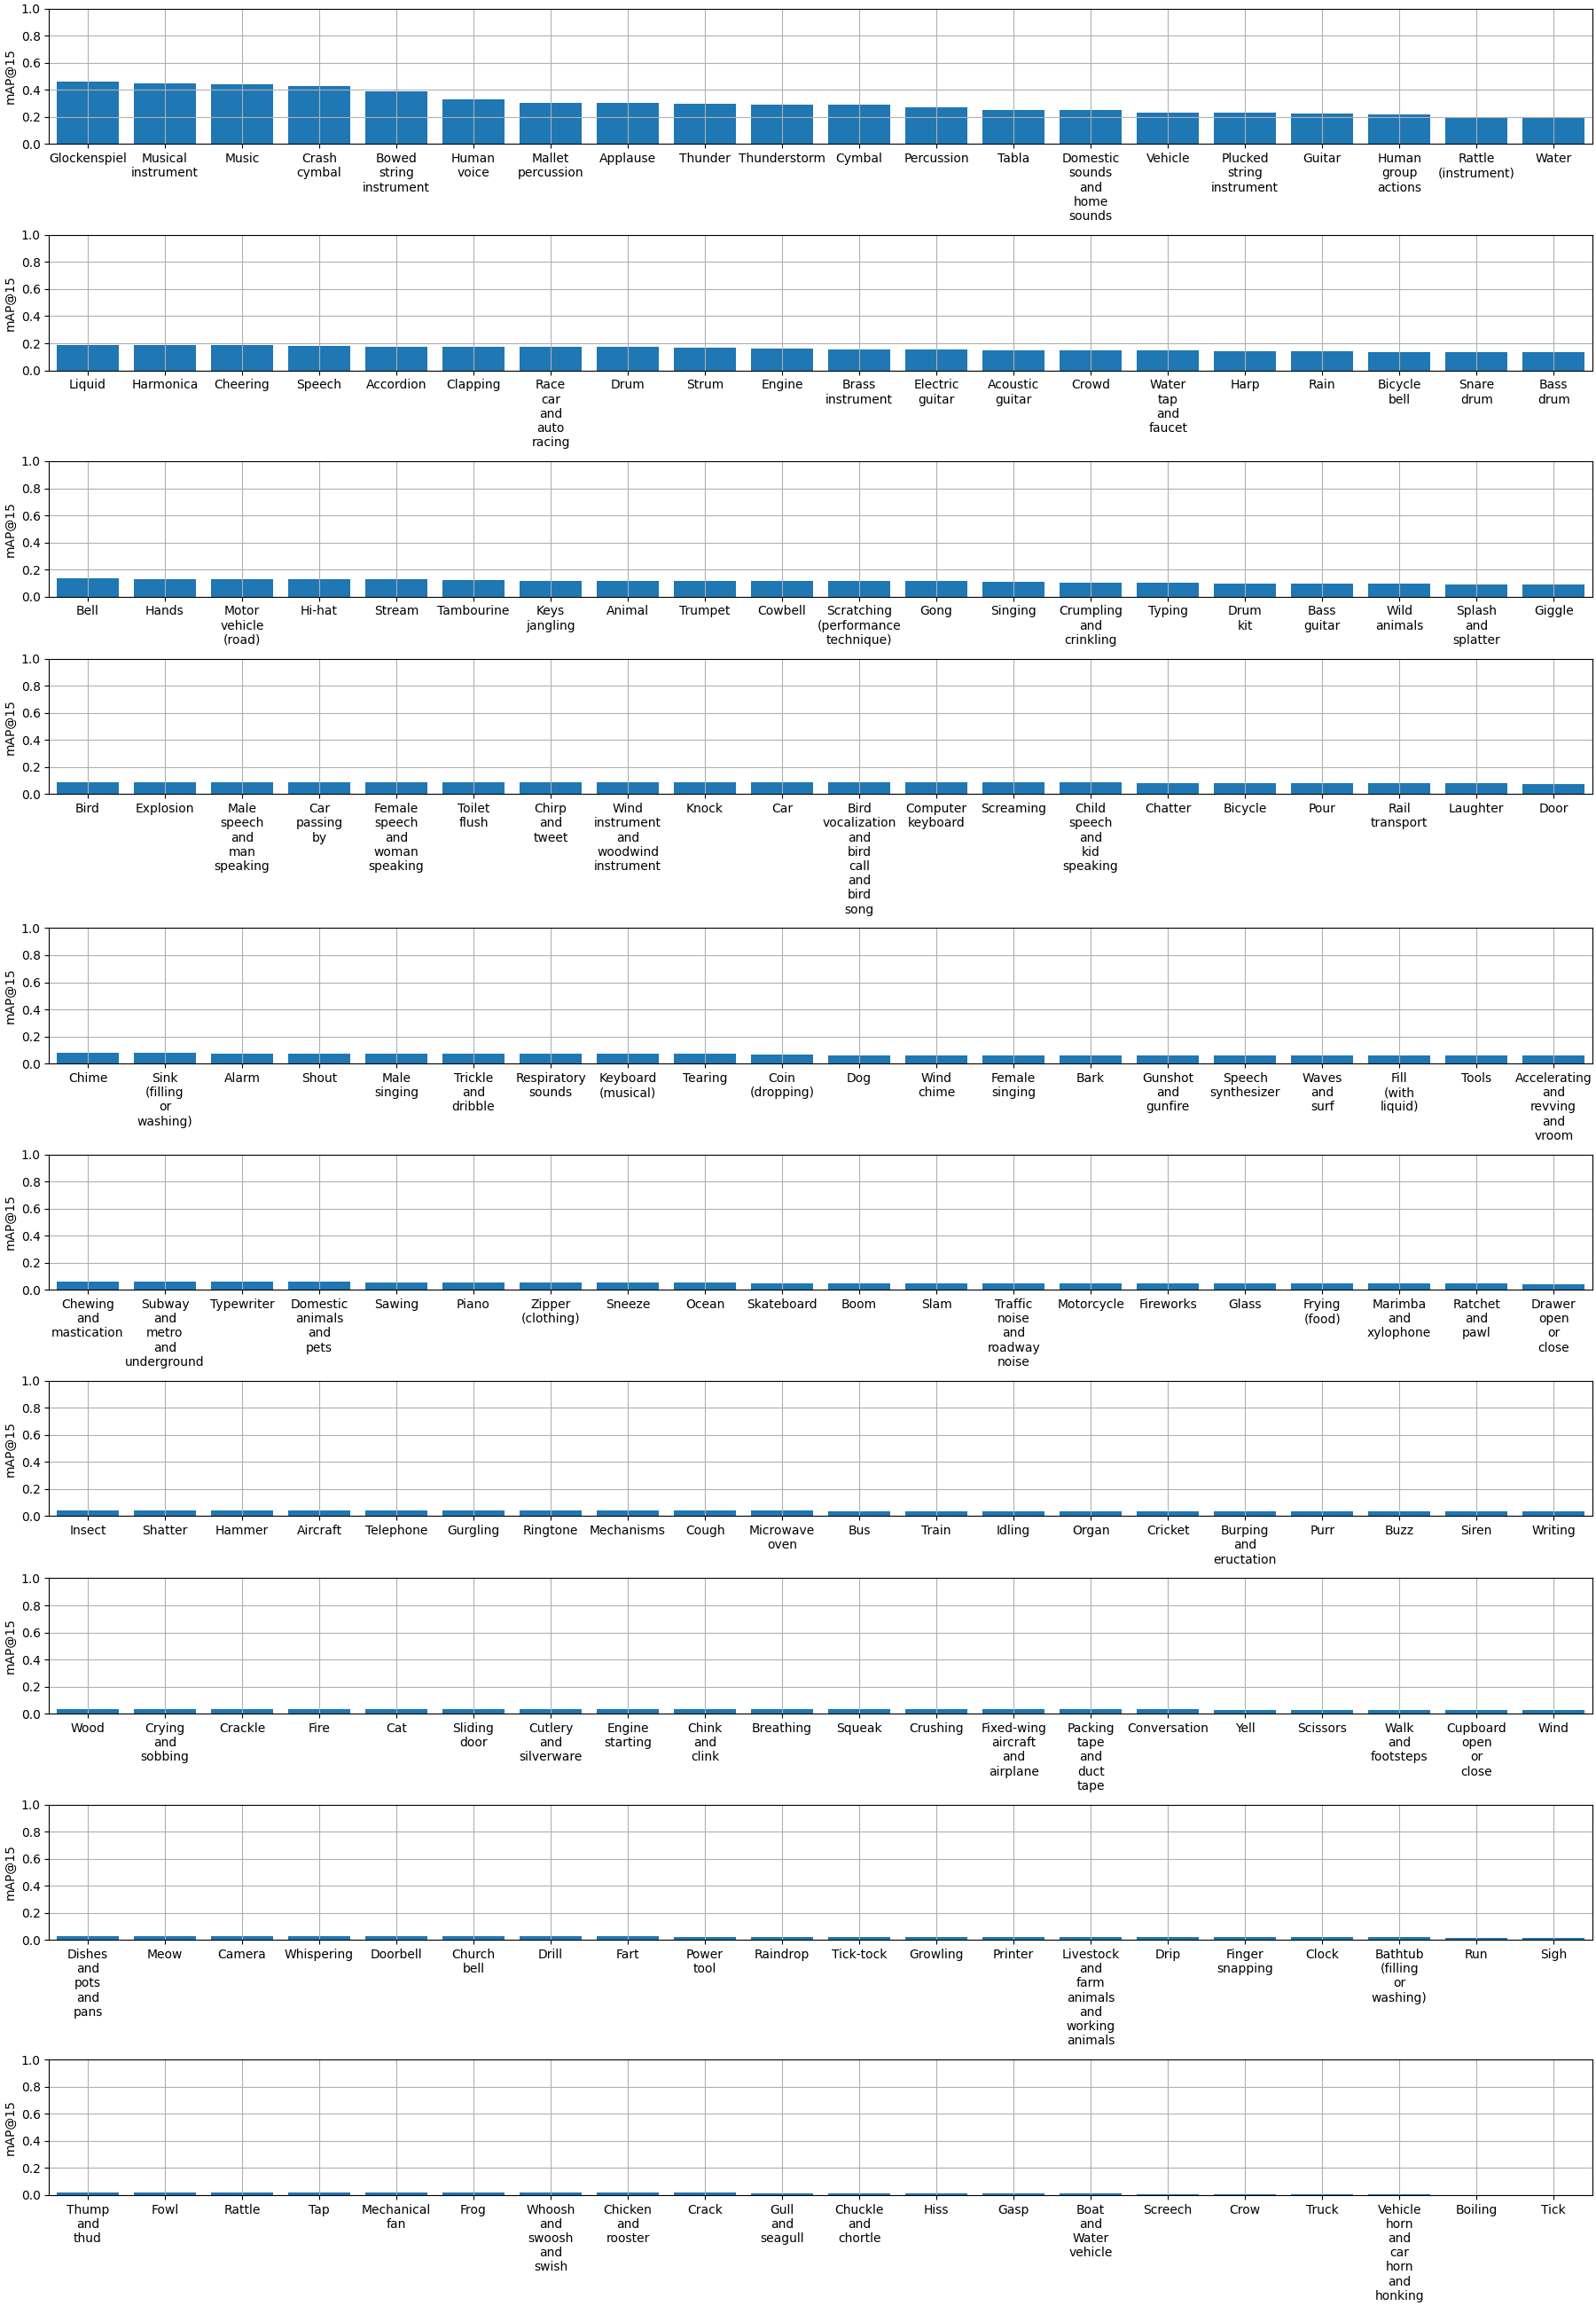 1.0
0.8
0.6
0.4
0.2
0.0
mAP@15
Glockenspiel Musical Music Crash Bowed Human Mallet Applause Thunder Thunderstorm Cymbal Percussion Tabla Domestic Vehicle Plucked Guitar Human Rattle Water
instrument cymbal string voice percussion sounds string group (instrument)
instrument and instrument actions
home
sounds
1.0
0.8
0.6
0.4
0.2
0.0
mAP@15
Liquid Harmonica Cheering Speech Accordion Clapping Race Drum Strum Engine Brass Electric Acoustic Crowd Water Harp Rain Bicycle Snare Bass
car instrument guitar guitar tap bell drum drum
and and
auto faucet
racing
1.0
0.8
0.6
0.4
0.2
0.0
mAP@15
Bell Hands Motor Hi-hat Stream Tambourine Keys Animal Trumpet Cowbell Scratching Gong Singing Crumpling Typing Drum Bass Wild Splash Giggle
vehicle jangling (performance and kit guitar animals and
(road) technique) crinkling splatter
1.0
0.8
0.6
0.4
0.2
0.0
mAP@15
Bird Explosion Male Car Female Toilet Chirp Wind Knock Car Bird Computer Screaming Child Chatter Bicycle Pour Rail Laughter Door
speech passing speech flush and instrument vocalization keyboard speech transport
and by and tweet and and and
man woman woodwind bird kid
speaking speaking instrument call speaking
and
bird
song
1.0
0.8
0.6
0.4
0.2
0.0
mAP@15
Chime Sink Alarm Shout Male Trickle Respiratory Keyboard Tearing Coin Dog Wind Female Bark Gunshot Speech Waves Fill Tools Accelerating
(filling singing and sounds (musical) (dropping) chime singing and synthesizer and (with and
or dribble gunfire surf liquid) revving
washing) and
vroom
1.0
0.8
0.6
0.4
0.2
0.0
mAP@15
Chewing Subway Typewriter Domestic Sawing Piano Zipper Sneeze Ocean Skateboard Boom Slam Traffic Motorcycle Fireworks Glass Frying Marimba Ratchet Drawer
and and animals (clothing) noise (food) and and open
mastication metro and and xylophone pawl or
and pets roadway close
underground noise
1.0
0.8
0.6
0.4
0.2
0.0
mAP@15
Insect Shatter Hammer Aircraft Telephone Gurgling Ringtone Mechanisms Cough Microwave Bus Train Idling Organ Cricket Burping Purr Buzz Siren Writing
oven and
eructation
1.0
0.8
0.6
0.4
0.2
0.0
mAP@15
Wood Crying Crackle Fire Cat Sliding Cutlery Engine Chink Breathing Squeak Crushing Fixed-wing Packing Conversation Yell Scissors Walk Cupboard Wind
and door and starting and aircraft tape and open
sobbing silverware clink and and footsteps or
airplane duct close
tape
1.0
0.8
0.6
0.4
0.2
0.0
mAP@15
Dishes Meow Camera Whispering Doorbell Church Drill Fart Power Raindrop Tick-tock Growling Printer Livestock Drip Finger Clock Bathtub Run Sigh
and bell tool and snapping (filling
pots farm or
and animals washing)
pans and
working
animals
1.0
0.8
0.6
0.4
0.2
0.0
mAP@15
Thump Fowl Rattle Tap Mechanical Frog Whoosh Chicken Crack Gull Chuckle Hiss Gasp Boat Screech Crow Truck Vehicle Boiling Tick
and fan and and and and and horn
thud swoosh rooster seagull chortle Water and
and vehicle car
swish horn
and
honking